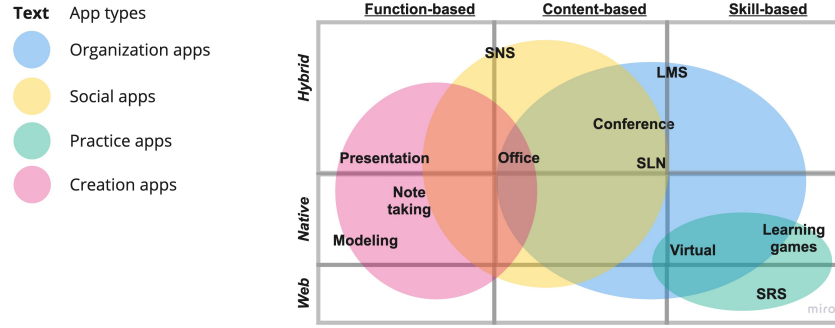 Text App types
Organization apps
Social apps
Practice apps
Creation apps
Function-based Content-based Skill-based
Hybrid
Native
Web
SNS
LMS
Conference
Presentation
Office
SLN
Note
taking
Modeling
Learning
games
Virtual
SRS
miro